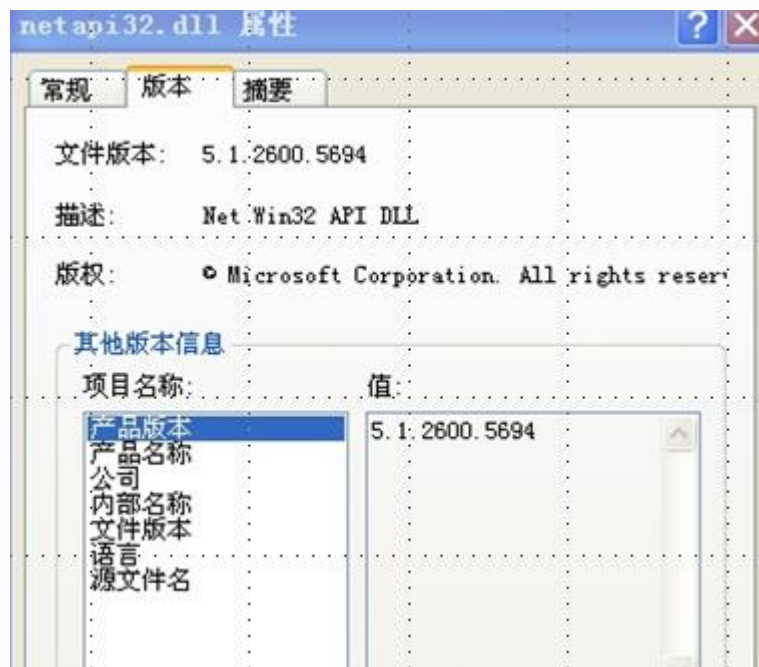 netapi32.dll 属性
常规 版本 摘要
文件版本: 5.1.2600.5694
描述: Net Win32 API DLL
版权: © Microsoft Corporation. All rights reser
其他版本信息
项目名称: 值:
产品版本 5.1.2600.5694
产品名称
公司
内部名称
文件版本
语言
源文件名